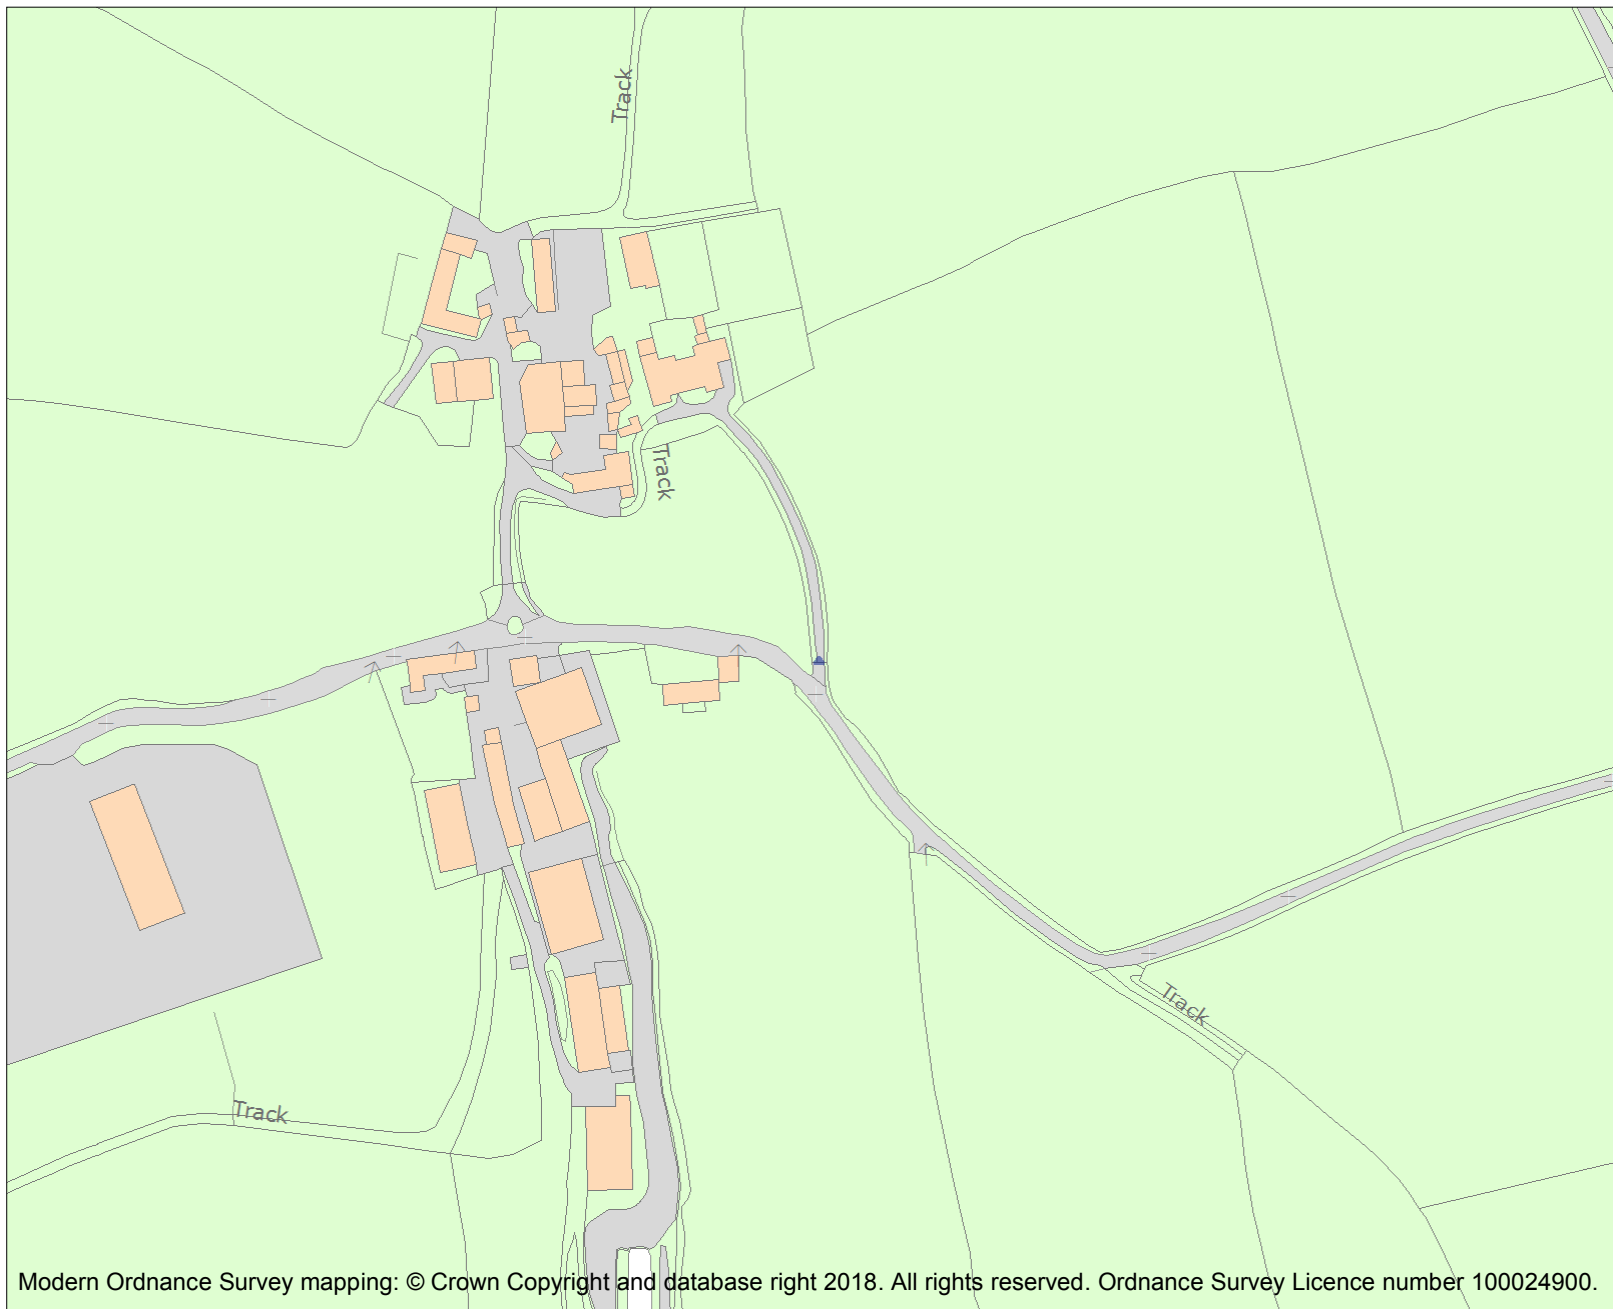 Track
Track
Track
Track
Modern Ordnance Survey mapping: © Crown Copyright and database right 2018. All rights reserved. Ordnance Survey Licence number 100024900.